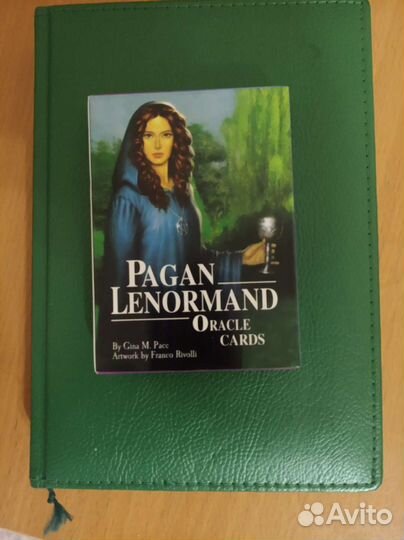 PAGAN
LENORMAND
ORACLE
CARDS
By Gina M. Pace
Artwork by Franco Rivolli
Avito